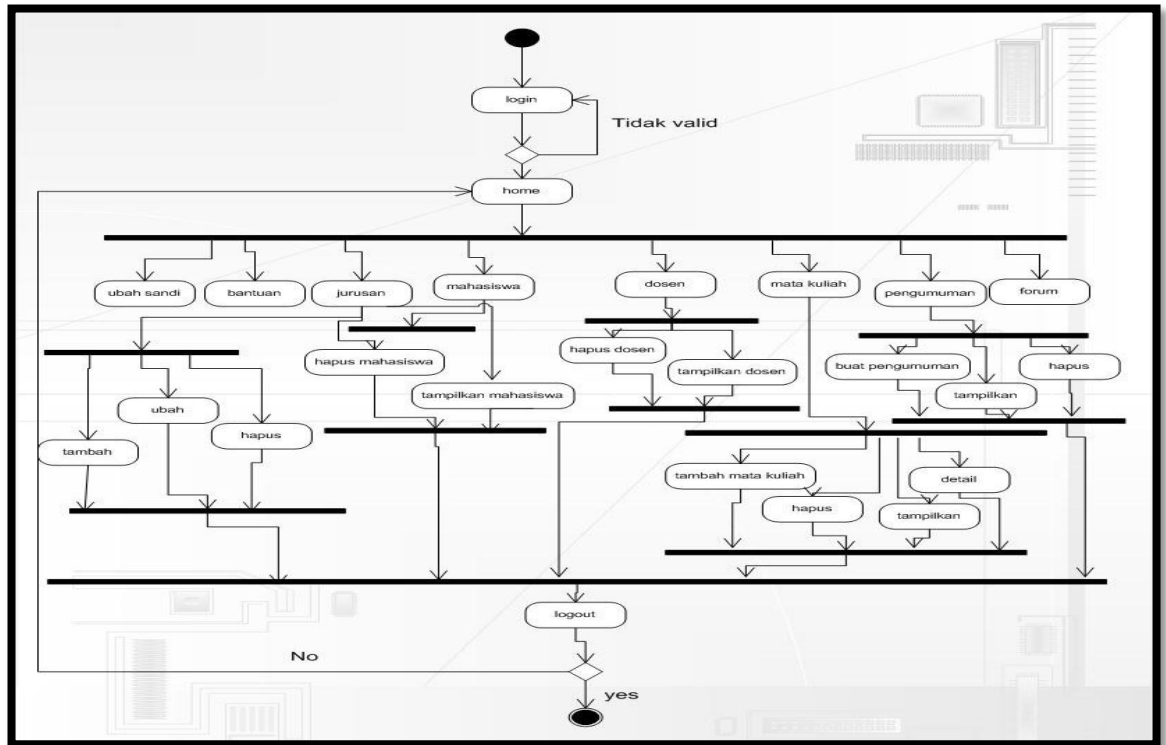 login
Tidak valid
home
ubah sandi
bantuan
jurusan
mahasiswa
dosen
mata kuliah
pengumuman
forum
hapus mahasiswa
tampilkan mahasiswa
hapus dosen
tampilkan dosen
buat pengumuman
tampilkan
hapus
tambah
ubah
hapus
tambah mata kuliah
hapus
tampilkan
detail
logout
No
yes